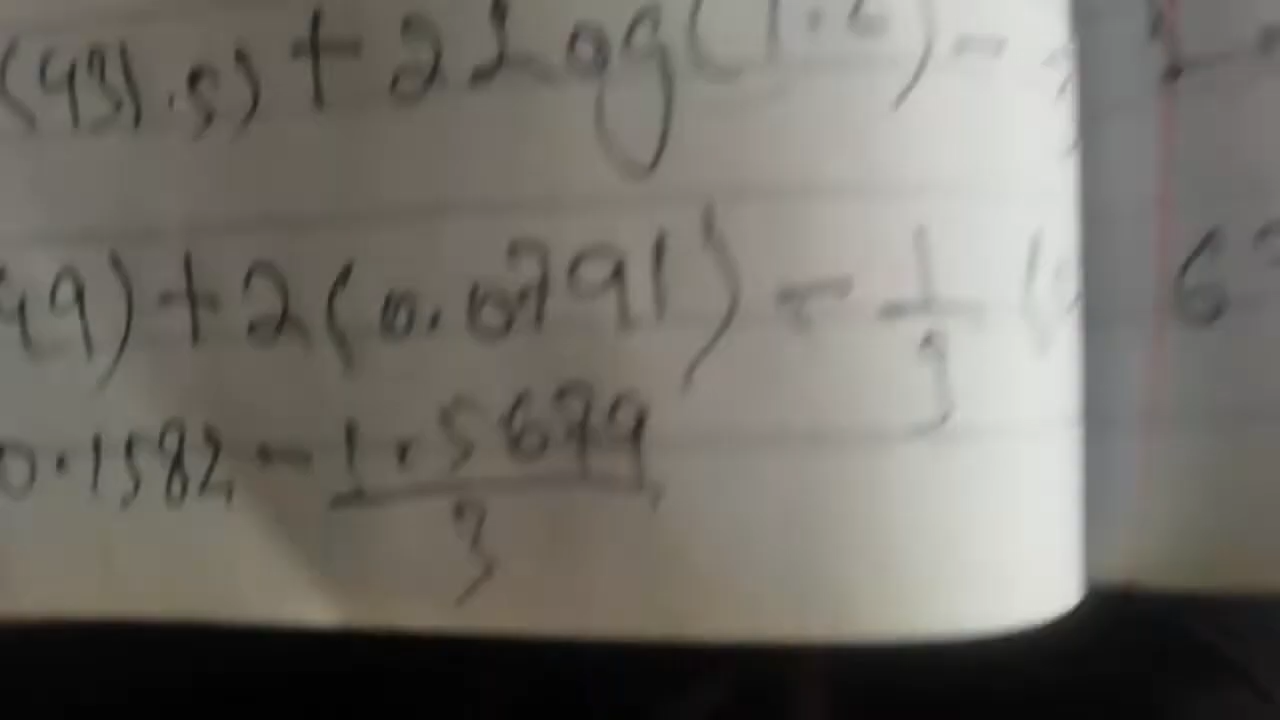 (431.5) + 2 Log (1.2) -
49) + 2 (0.0791) - 1/3 (
0.1582 - 1.5679/3